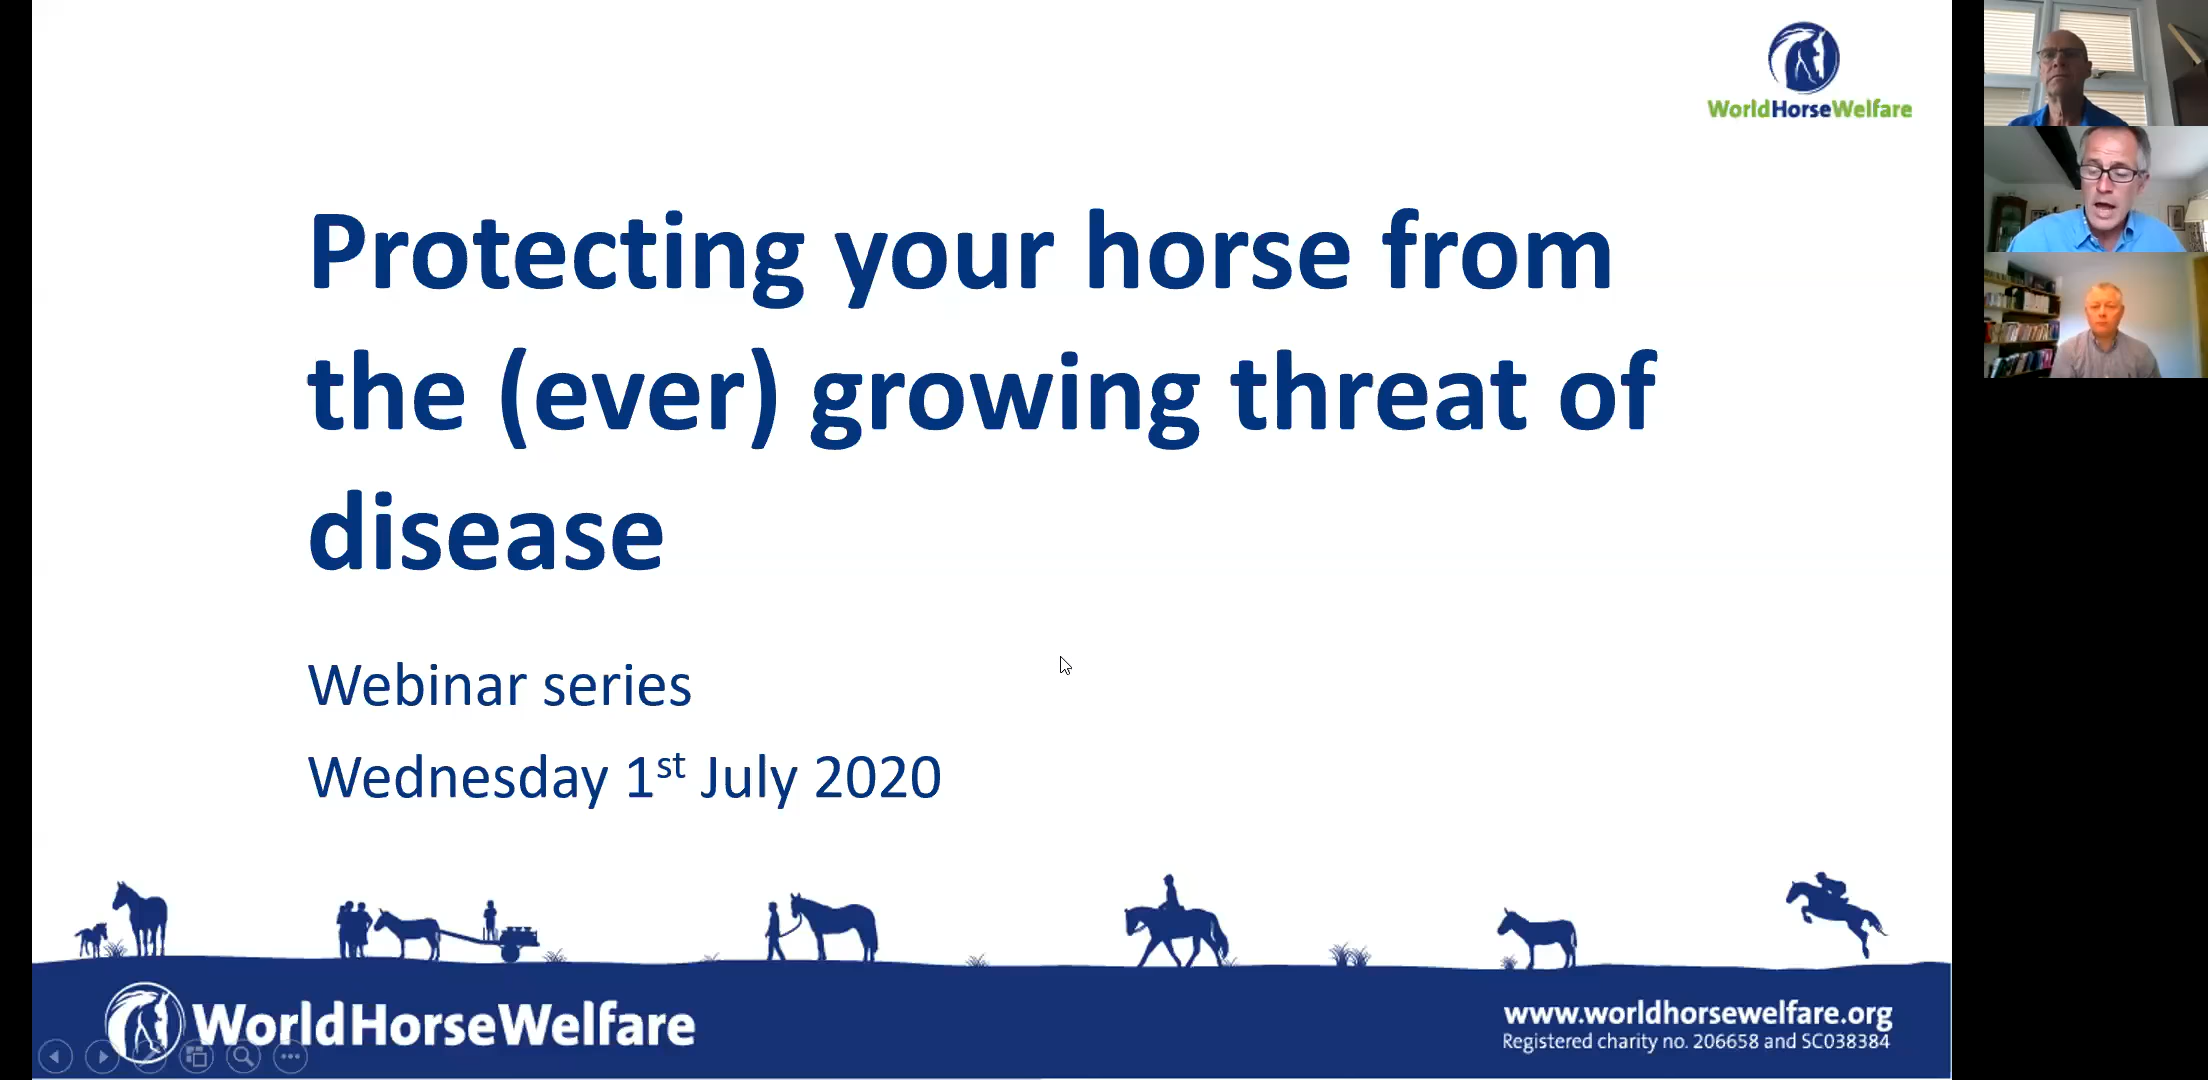 WorldHorseWelfare
Protecting your horse from
the (ever) growing threat of
disease
Webinar series
Wednesday 1st July 2020
WorldHorseWelfare
www.worldhorsewelfare.org
Registered charity no. 206658 and SC038384